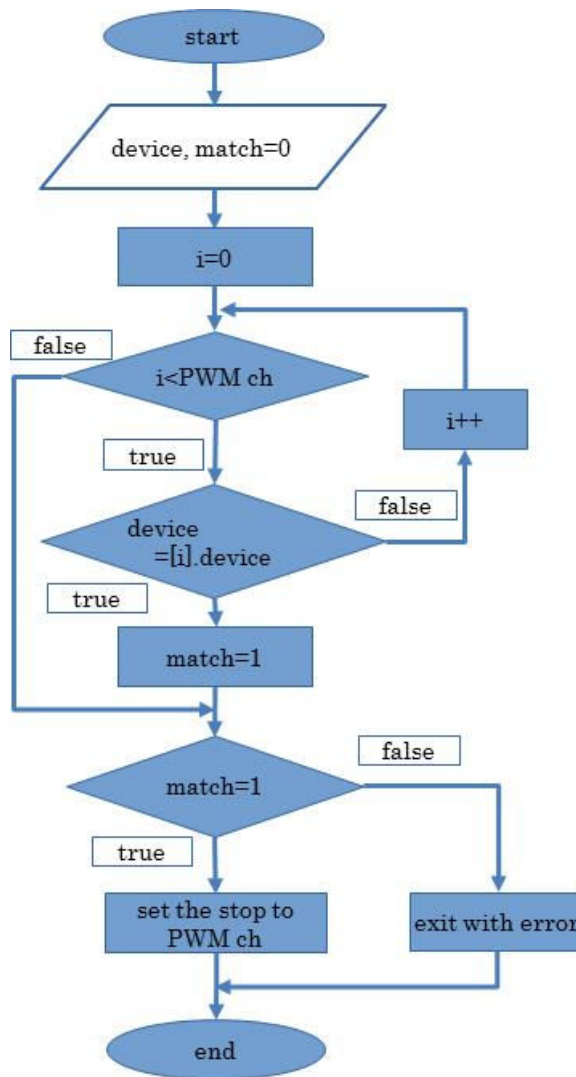 start
device, match=0
i=0
false
i<PWM ch
i++
true
false
device
=[i].device
true
match=1
false
match=1
true
set the stop to
PWM ch
exit with error
end